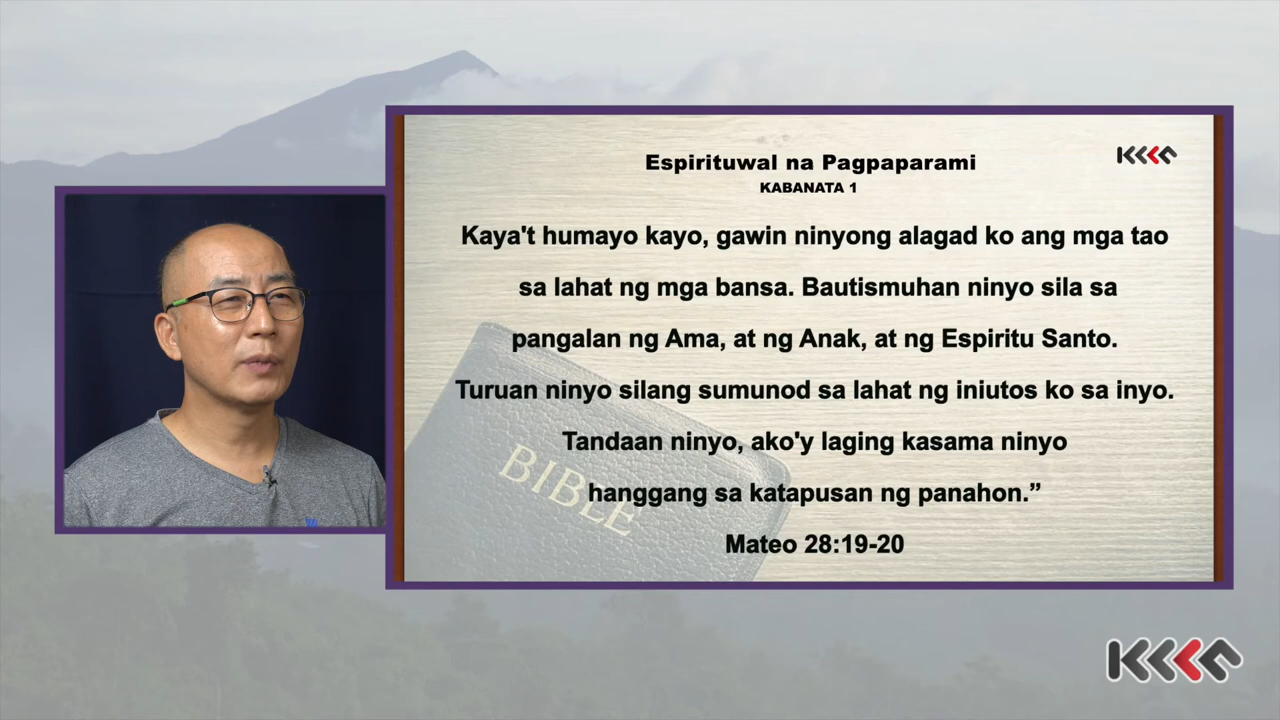 Espirituwal na Pagpaparami
KABANATA 1
Kaya't humayo kayo, gawin ninyong alagad ko ang mga tao
sa lahat ng mga bansa. Bautismuhan ninyo sila sa
pangalan ng Ama, at ng Anak, at ng Espiritu Santo.
Turuan ninyo silang sumunod sa lahat ng iniutos ko sa inyo.
Tandaan ninyo, ako'y laging kasama ninyo
hanggang sa katapusan ng panahon.”
Mateo 28:19-20
BIBLE